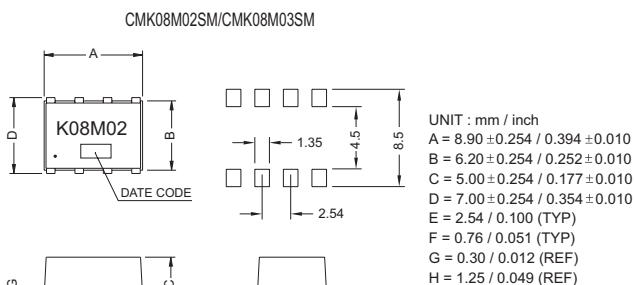 CMK08M02SM/CMK08M03SM
A
K08M02
D
B
DATE CODE
1.35
4.5
8.5
2.54
UNIT : mm / inch
A = 8.90 ±0.254 / 0.394 ±0.010
B = 6.20 ±0.254 / 0.252 ±0.010
C = 5.00 ±0.254 / 0.177 ±0.010
D = 7.00 ±0.254 / 0.354 ±0.010
E = 2.54 / 0.100 (TYP)
F = 0.76 / 0.051 (TYP)
G = 0.30 / 0.012 (REF)
H = 1.25 / 0.049 (REF)
G
C